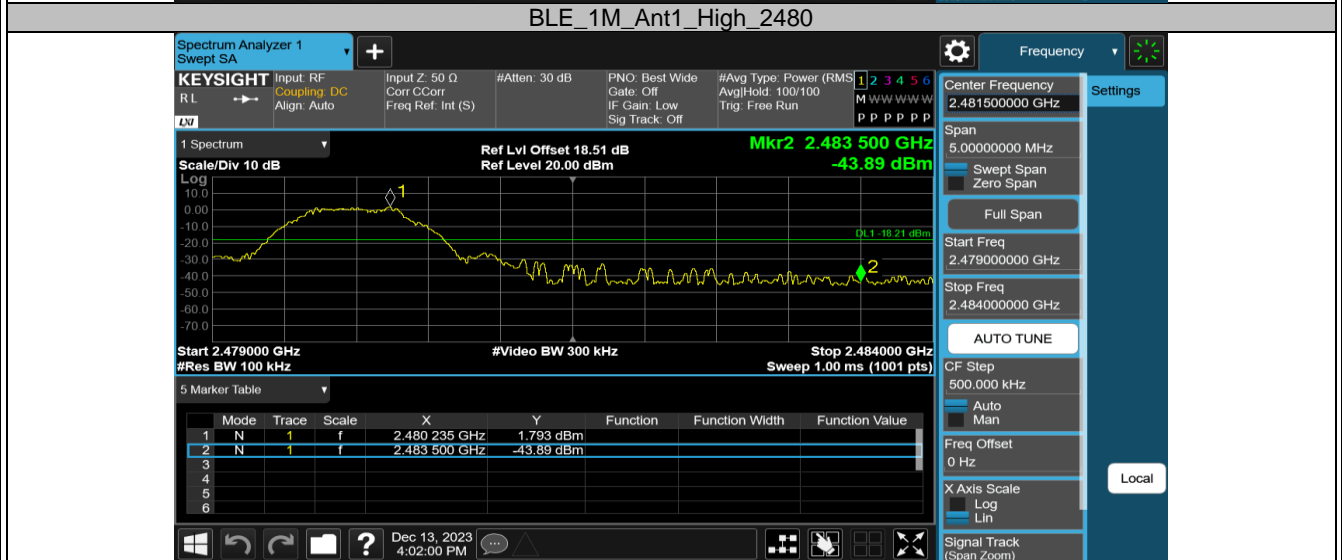 BLE_1M_Ant1_High_2480
Spectrum Analyzer 1
Swept SA
+
Frequency
KEYSIGHT
Input: RF
Input Z: 50 Ω
#Atten: 30 dB
PNO: Best Wide
#Avg Type: Power (RMS
1 2 3 4 5 6
R L
Coupling: DC
Corr CCorr
Gate: Off
Avg|Hold: 100/100
M W W W W W
Align: Auto
Freq Ref: Int (S)
IF Gain: Low
Trig: Free Run
LXI
Sig Track: Off
P P P P P P
1 Spectrum
Ref Lvl Offset 18.51 dB
Mkr2 2.483 500 GHz
Scale/Div 10 dB
Ref Level 20.00 dBm
-43.89 dBm
Log
10.0
0.00
-10.0
-20.0
-30.0
-40.0
-50.0
-60.0
-70.0
1
DL1 -18.21 dBm
2
Start 2.479000 GHz
#Video BW 300 kHz
Stop 2.484000 GHz
#Res BW 100 kHz
Sweep 1.00 ms (1001 pts)
5 Marker Table
Mode Trace Scale X Y Function Function Width Function Value
1 N 1 f 2.480 235 GHz 1.793 dBm
2 N 1 f 2.483 500 GHz -43.89 dBm
3
4
5
6
?
Dec 13, 2023
4:02:00 PM
Center Frequency
2.481500000 GHz
Settings
Span
5.00000000 MHz
Swept Span
Zero Span
Full Span
Start Freq
2.479000000 GHz
Stop Freq
2.484000000 GHz
AUTO TUNE
CF Step
500.000 kHz
Auto
Man
Freq Offset
0 Hz
Local
X Axis Scale
Log
Lin
Signal Track
(Span Zoom)